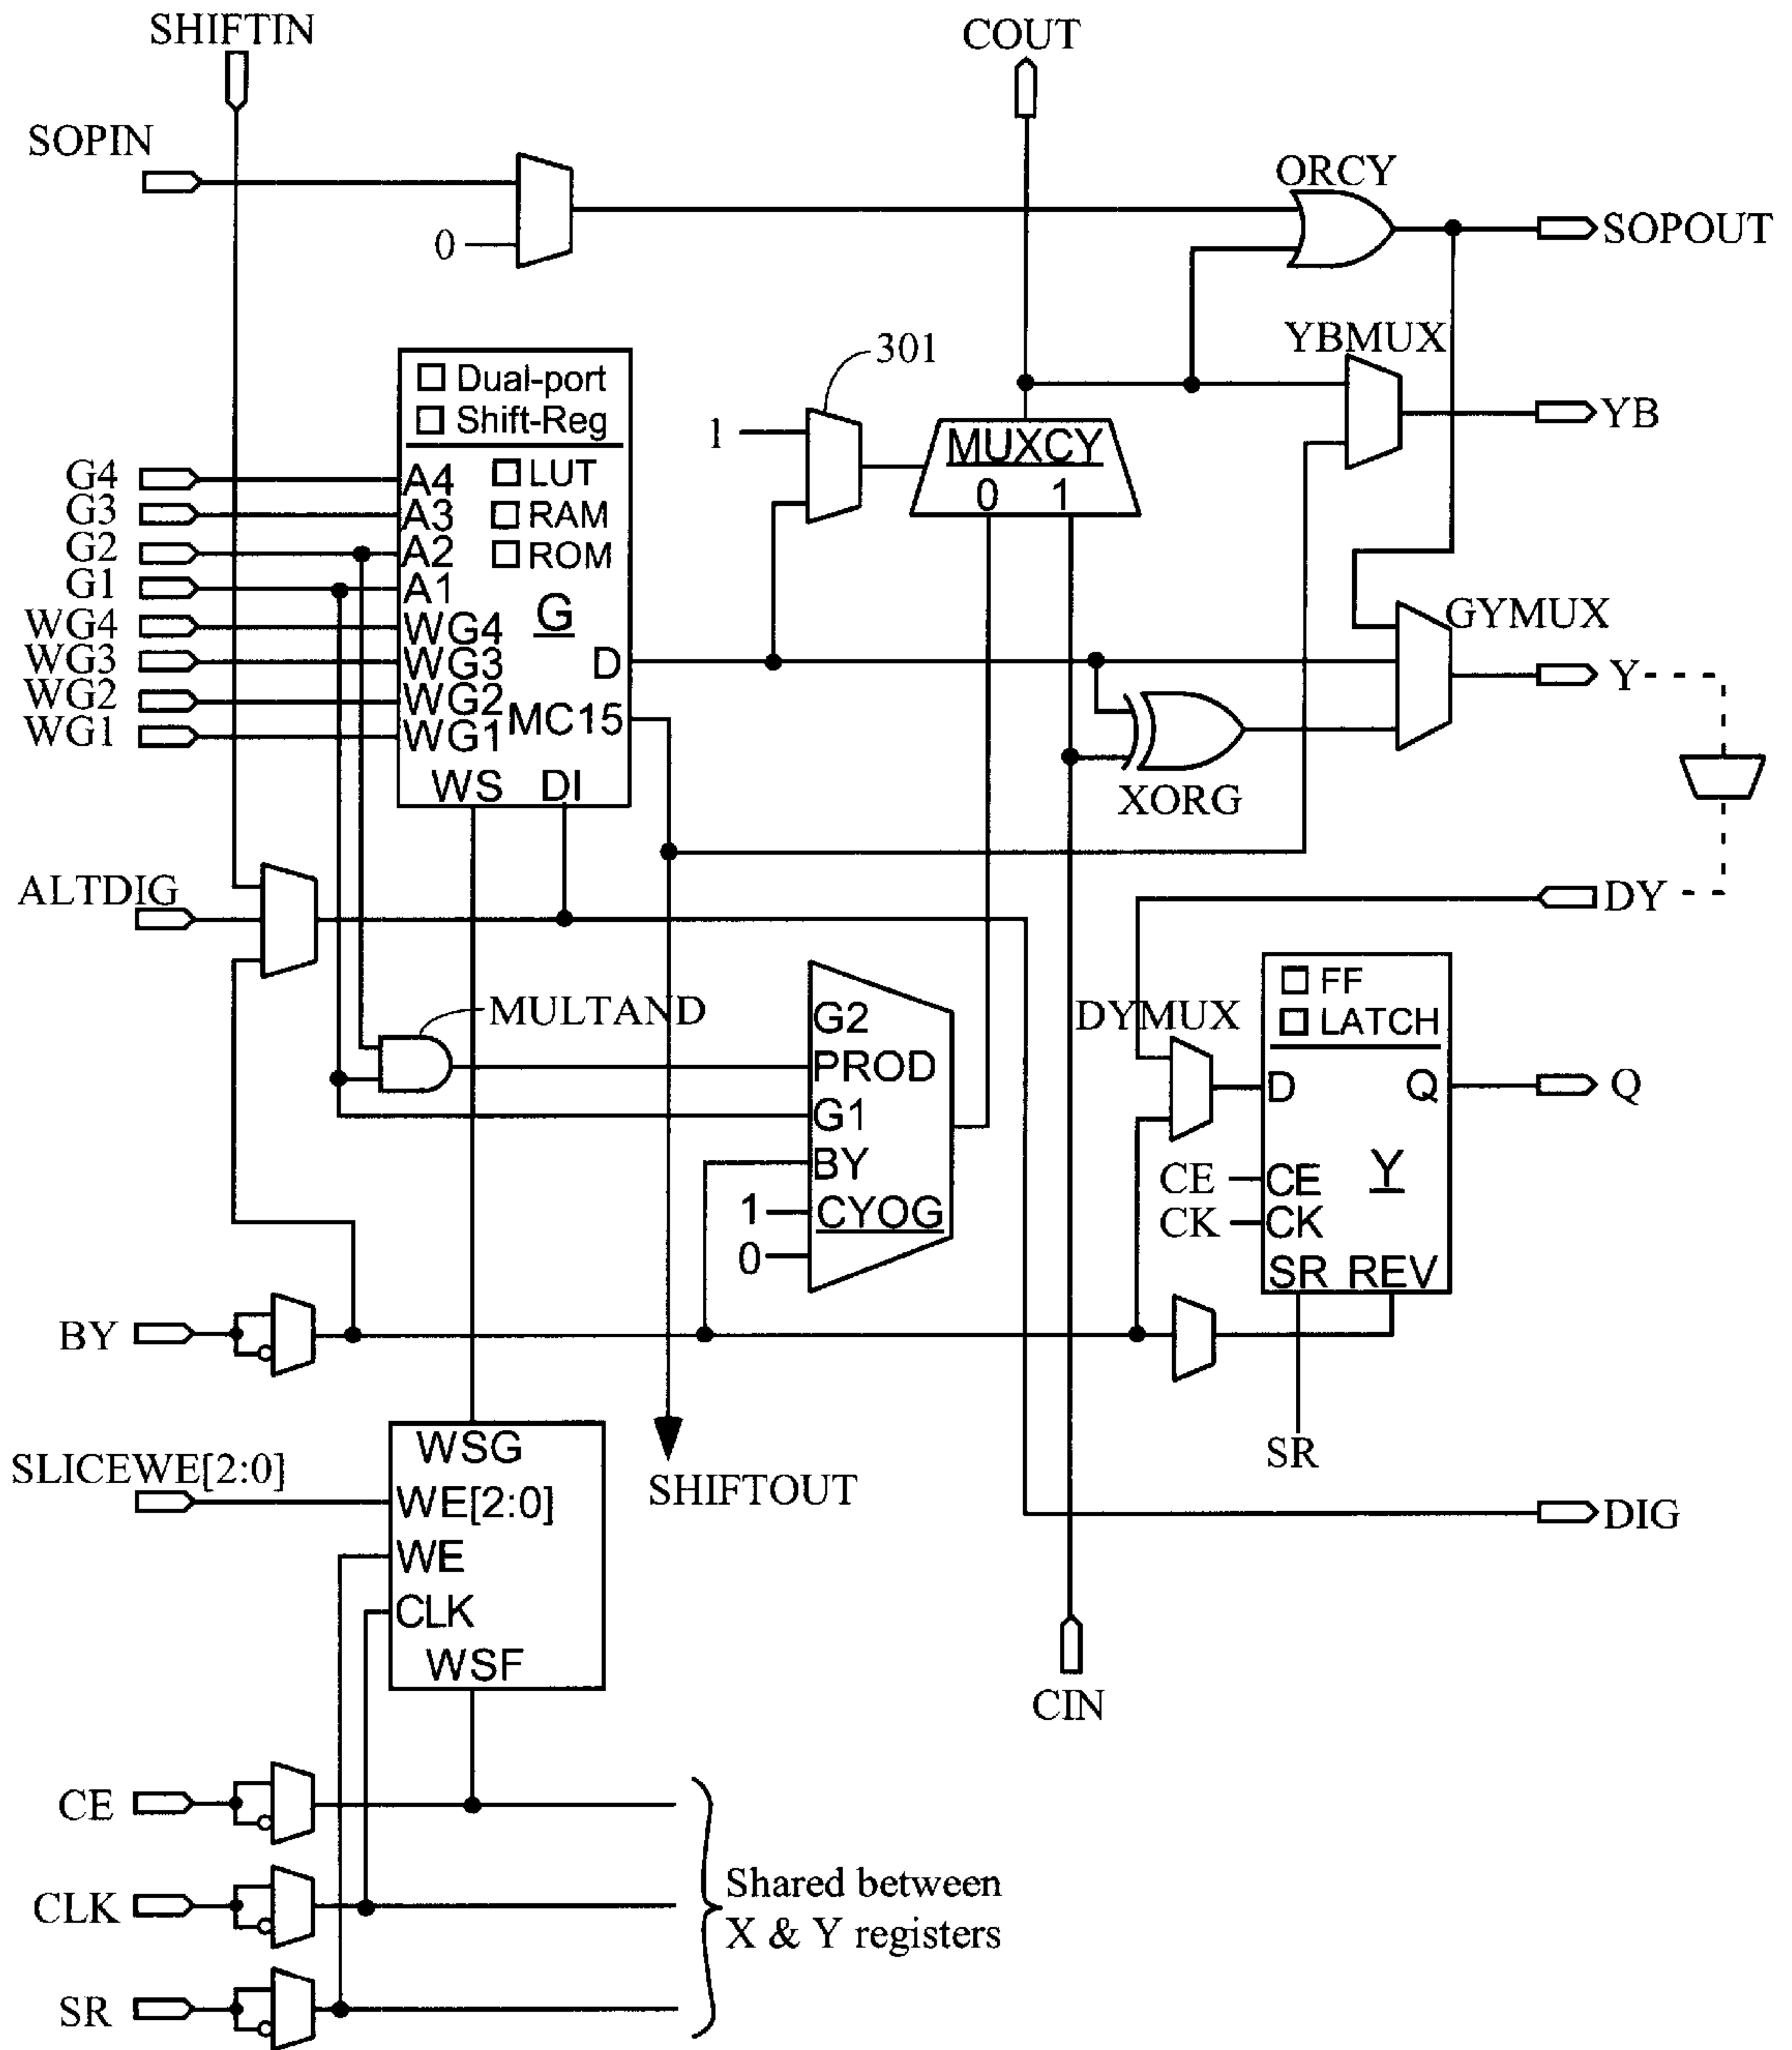 SHIFTIN
COUT
SOPIN
0
ORCY
SOPOUT
YBMUX
YB
301
1
MUXCY
0 1
Dual-port
Shift-Reg
LUT
RAM
ROM
G
G4
G3
G2
G1
WG4
WG3
WG2
WG1
A4
A3
A2
A1
WG4
WG3
WG2
WG1
D
MC15
WS DI
GYMUX
Y
XORG
ALTDIG
DY
MULTAND
G2
PROD
G1
BY
1
CYOG
0
DYMUX
FF
LATCH
D Q
Q
CE
CE
Y
CK
CK
SR REV
BY
SR
SLICEWE[2:0]
WSG
WE[2:0]
WE
CLK
WSF
SHIFTOUT
DIG
CIN
CE
CLK
SR
Shared between
X & Y registers